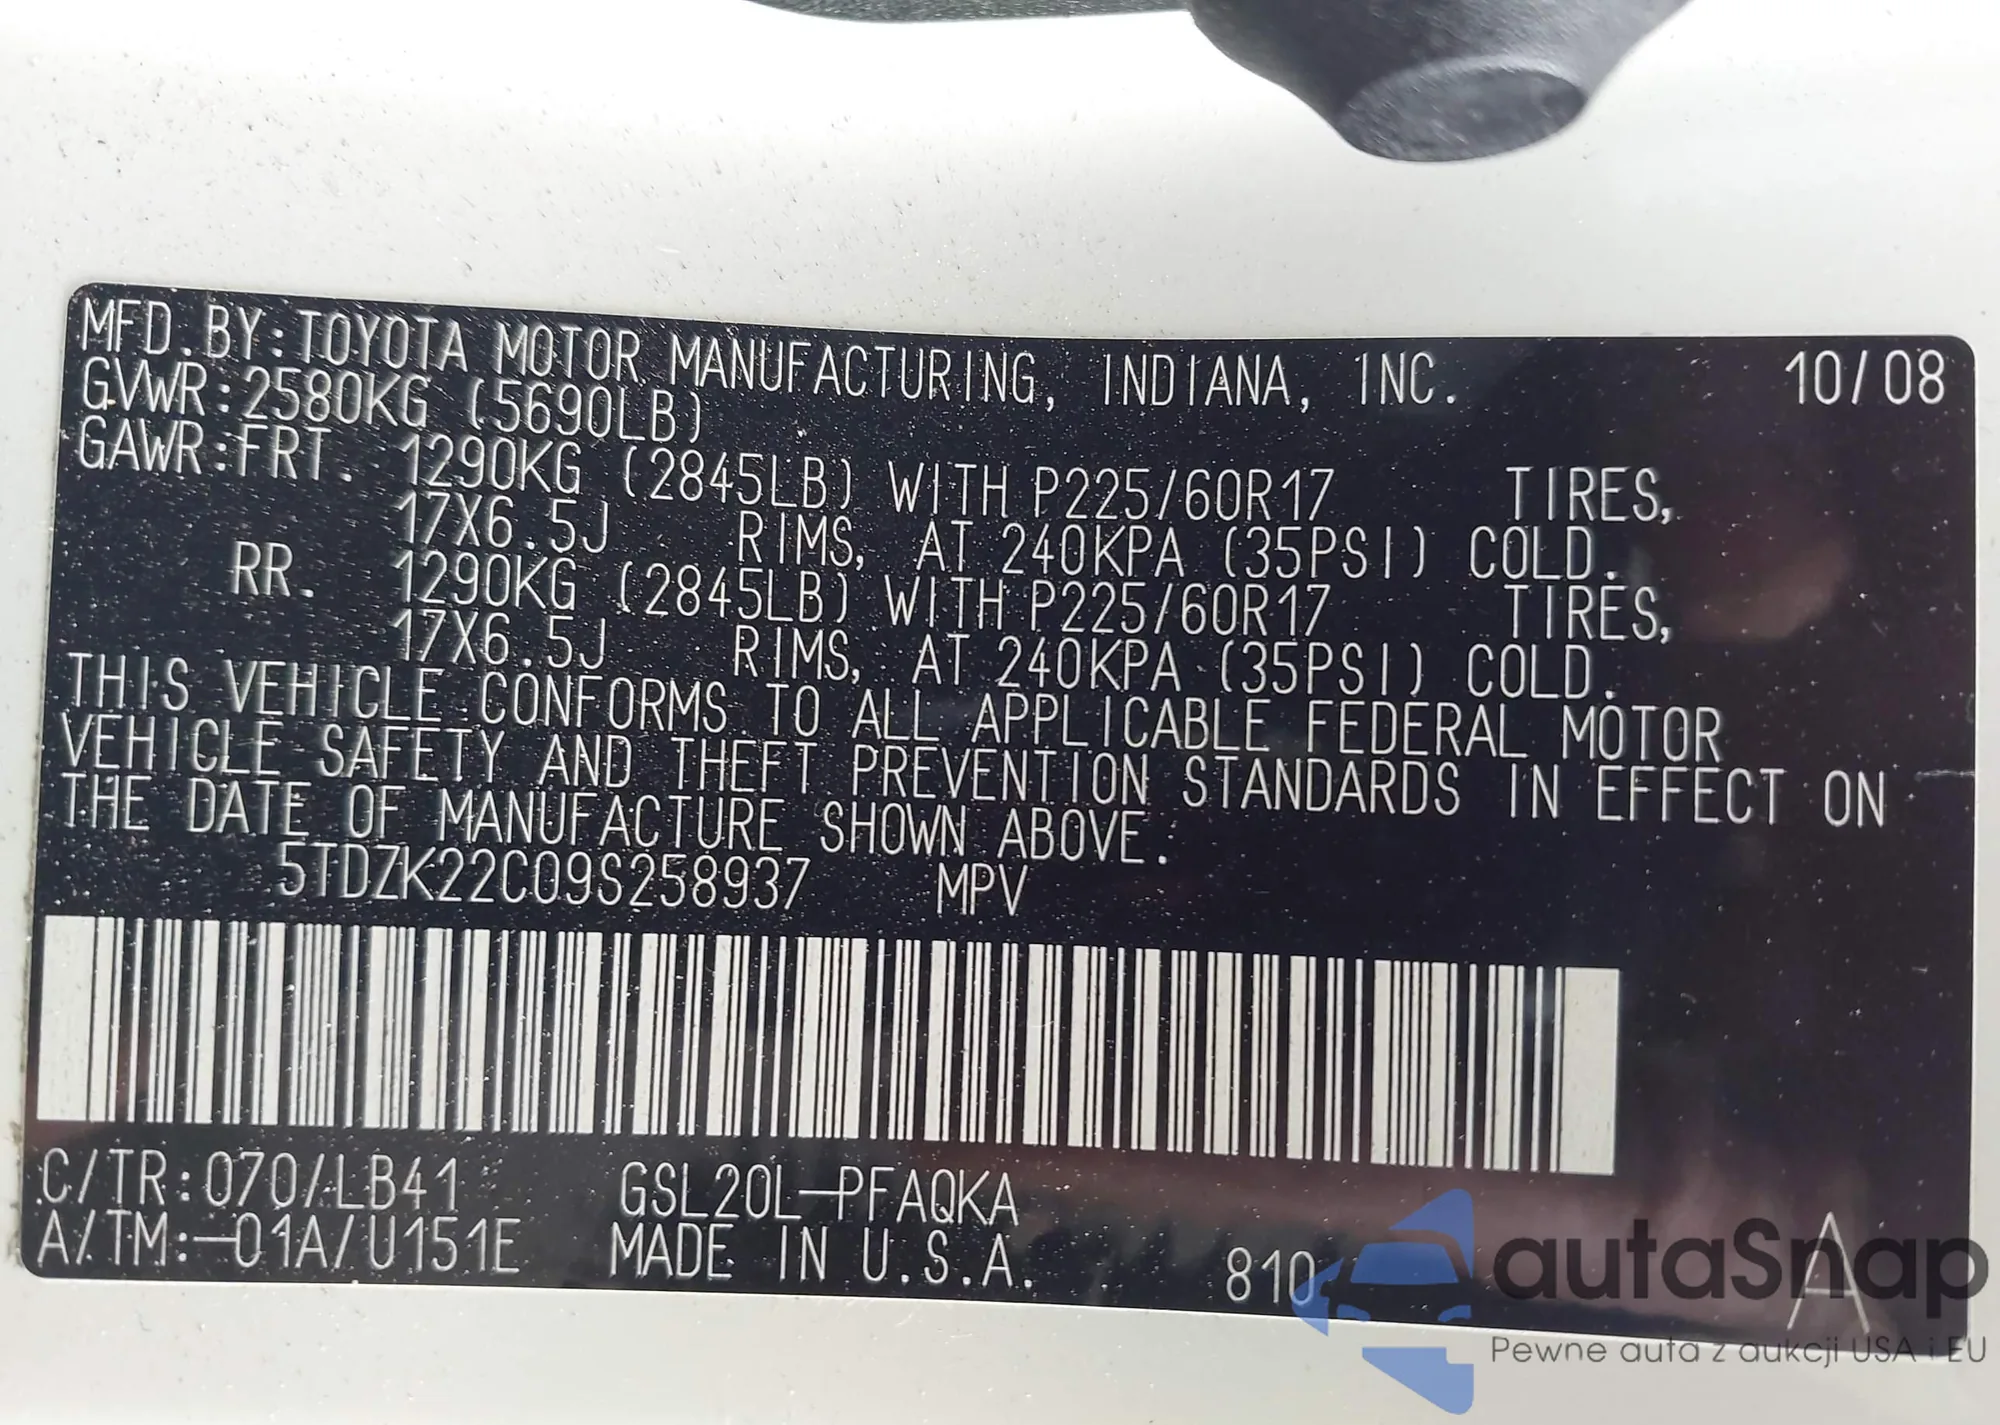 MFD.BY:TOYOTA MOTOR MANUFACTURING, INDIANA, INC. 10/08
GVWR:2580KG (5690LB)
GAWR:FRT. 1290KG (2845LB) WITH P225/60R17 TIRES,
17X6.5J RIMS, AT 240KPA (35PSI) COLD.
RR. 1290KG (2845LB) WITH P225/60R17 TIRES,
17X6.5J RIMS, AT 240KPA (35PSI) COLD.
THIS VEHICLE CONFORMS TO ALL APPLICABLE FEDERAL MOTOR
VEHICLE SAFETY AND THEFT PREVENTION STANDARDS IN EFFECT ON
THE DATE OF MANUFACTURE SHOWN ABOVE.
5TDZK22C09S258937 MPV
C/TR:070/LB41 GSL20L-PFAQKA
A/TM:-01A/U151E MADE IN U.S.A. 810 A
autoSnap
Pewne auta z aukcji USA i EU